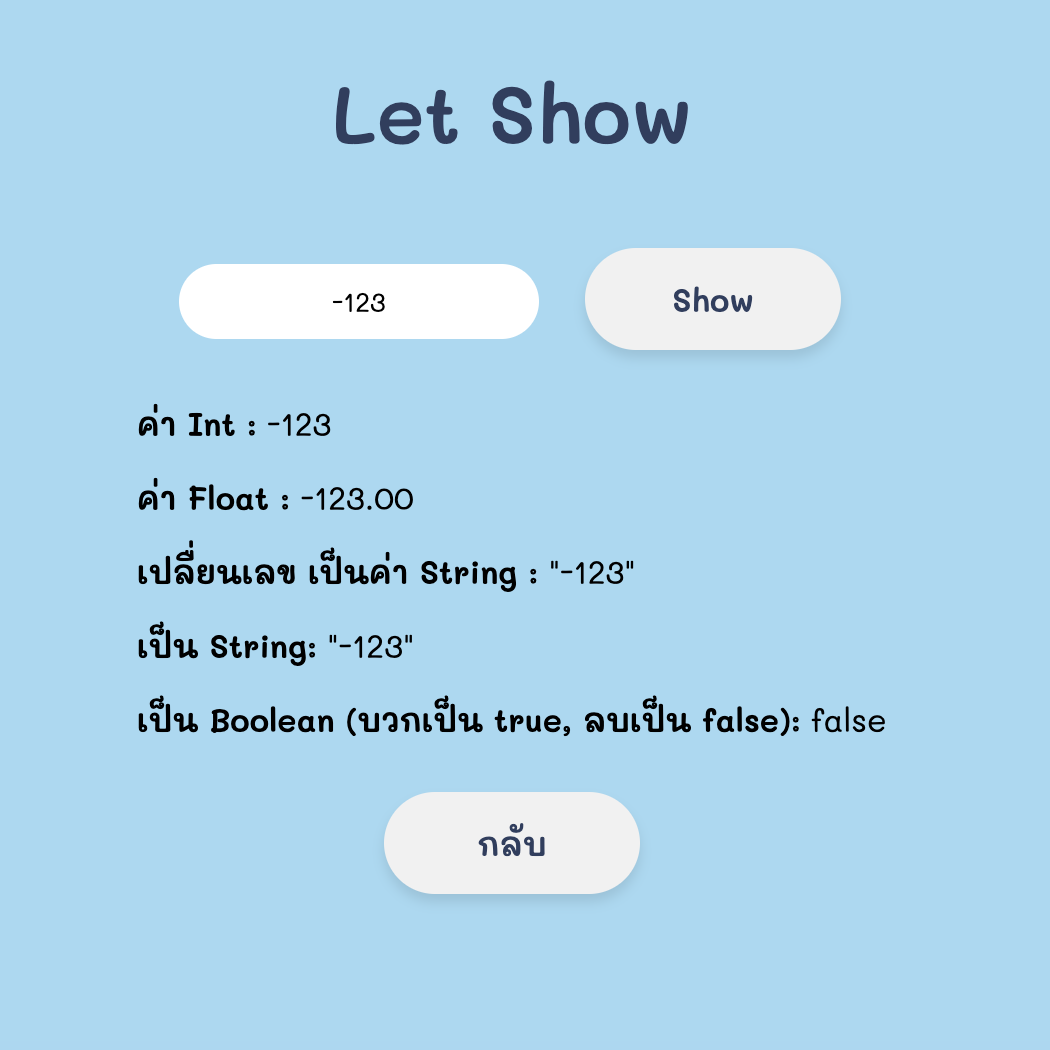 Let Show
-123
Show
ค่า Int : -123
ค่า Float : -123.00
เปลี่ยนเลข เป็นค่า String : "-123"
เป็น String: "-123"
เป็น Boolean (บวกเป็น true, ลบเป็น false): false
กลับ